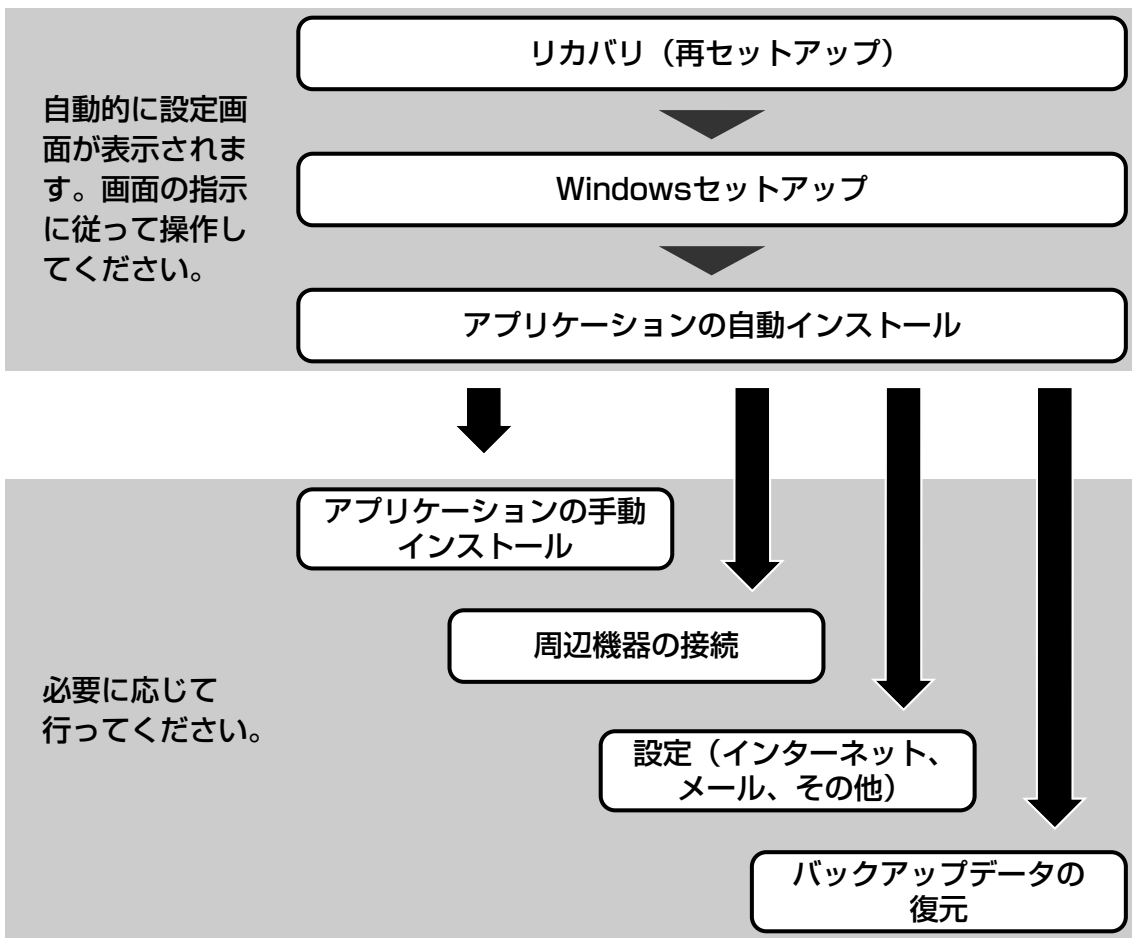 自動的に設定画
面が表示されま
す。画面の指示
に従って操作し
てください。
リカバリ（再セットアップ）
Windowsセットアップ
アプリケーションの自動インストール
必要に応じて
行ってください。
アプリケーションの手動
インストール
周辺機器の接続
設定（インターネット、
メール、その他）
バックアップデータの
復元